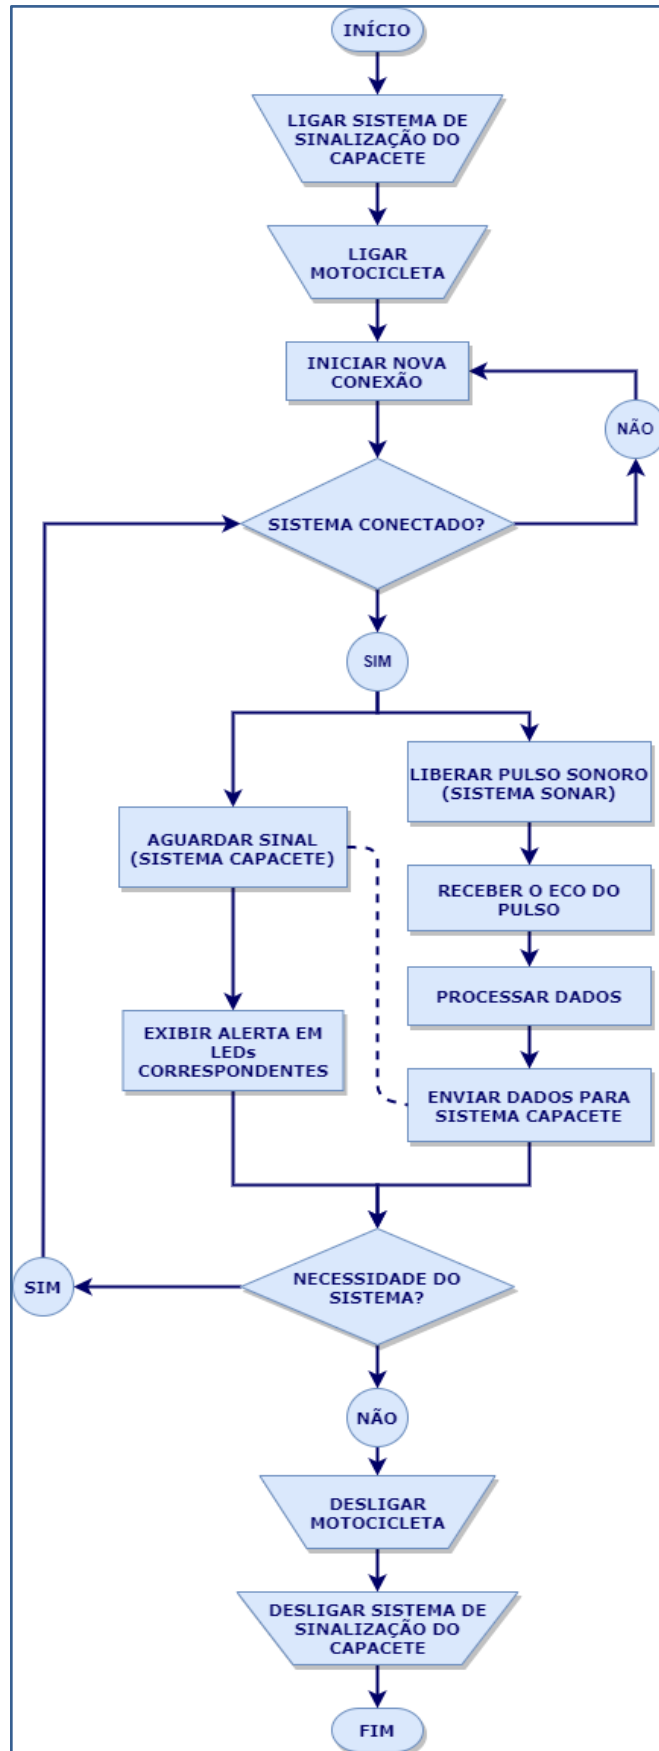 INÍCIO
LIGAR SISTEMA DE
SINALIZAÇÃO DO
CAPACETE
LIGAR
MOTOCICLETA
INICIAR NOVA
CONEXÃO
NÃO
SISTEMA CONECTADO?
SIM
LIBERAR PULSO SONORO
(SISTEMA SONAR)
AGUARDAR SINAL
(SISTEMA CAPACETE)
RECEBER O ECO DO
PULSO
PROCESSAR DADOS
EXIBIR ALERTA EM
LEDs
CORRESPONDENTES
ENVIAR DADOS PARA
SISTEMA CAPACETE
NECESSIDADE DO
SISTEMA?
SIM
NÃO
DESLIGAR
MOTOCICLETA
DESLIGAR SISTEMA DE
SINALIZAÇÃO DO
CAPACETE
FIM